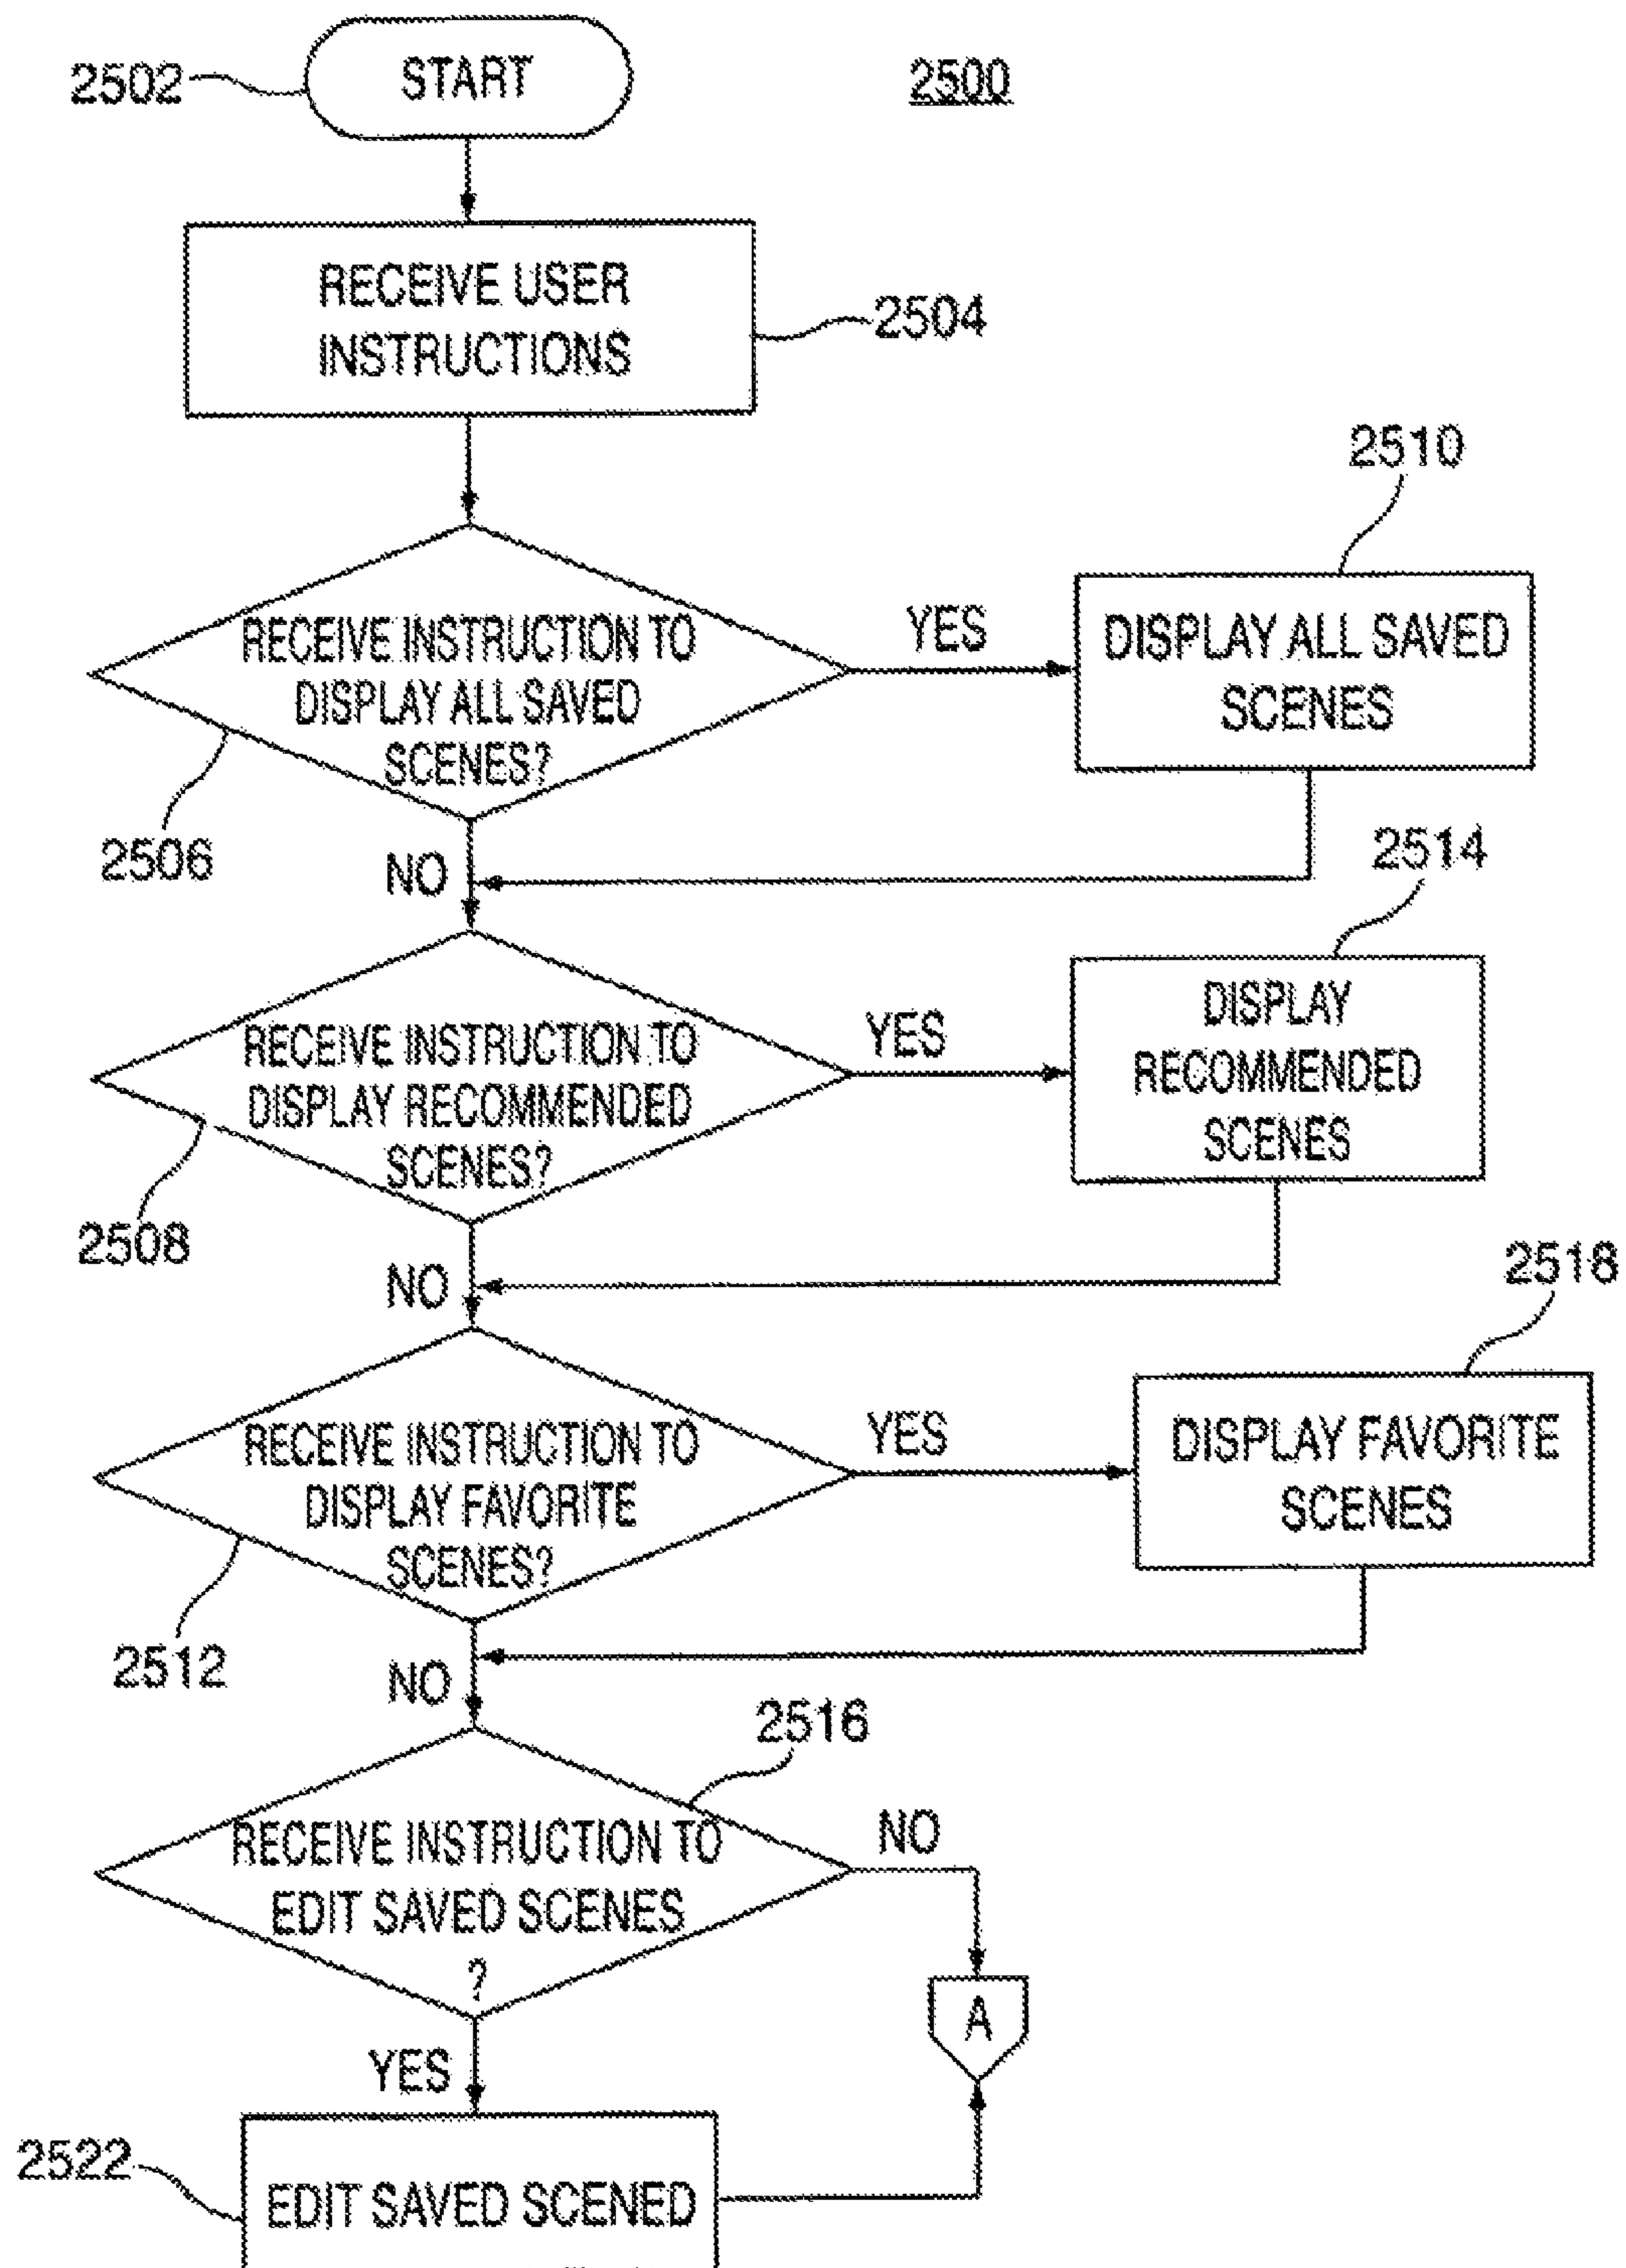 2502
START
2500
RECEIVE USER
INSTRUCTIONS
2504
2510
RECEIVE INSTRUCTION TO
DISPLAY ALL SAVED
SCENES?
YES
DISPLAY ALL SAVED
SCENES
2506
NO
2514
RECEIVE INSTRUCTION TO
DISPLAY RECOMMENDED
SCENES?
YES
DISPLAY
RECOMMENDED
SCENES
2508
NO
2518
RECEIVE INSTRUCTION TO
DISPLAY FAVORITE
SCENES?
YES
DISPLAY FAVORITE
SCENES
2512
NO
2516
RECEIVE INSTRUCTION TO
EDIT SAVED SCENES
?
NO
A
YES
2522
EDIT SAVED SCENED